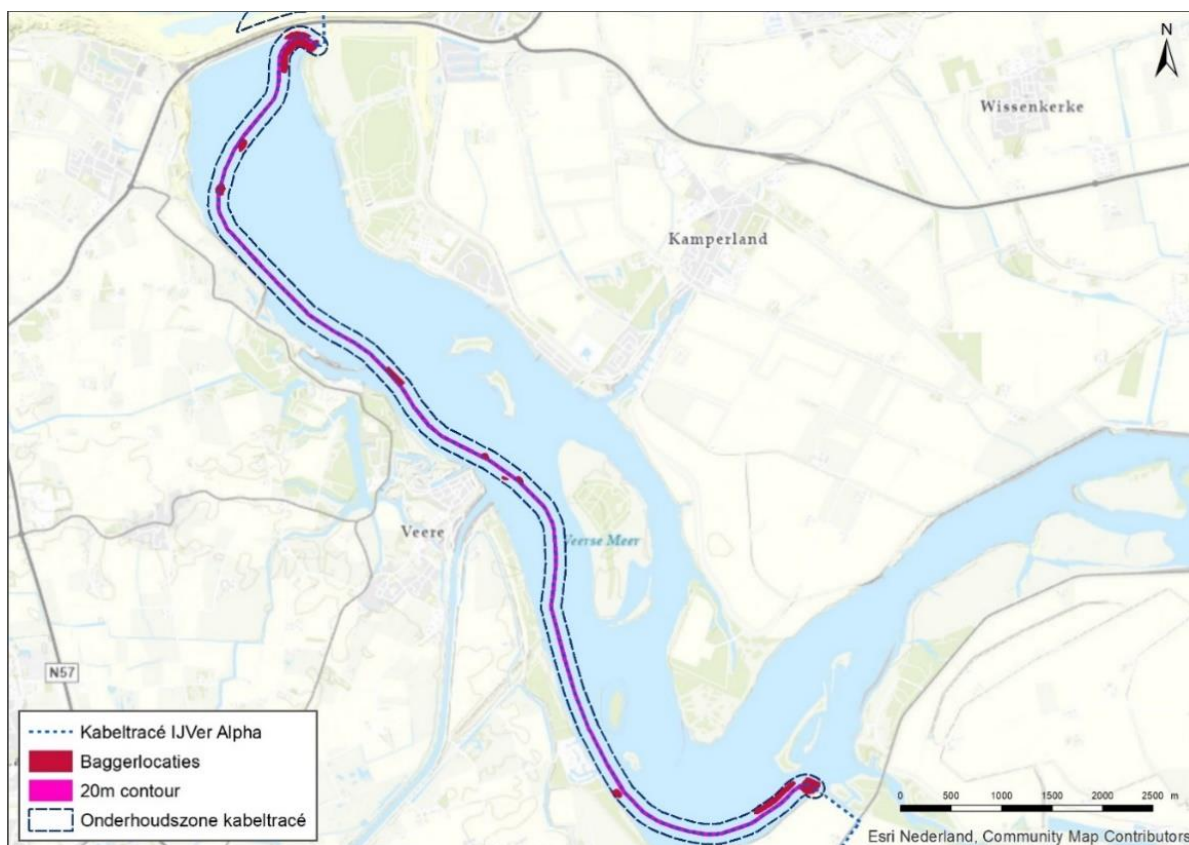 N
Wissenkerke
Kamperland
Veere
Veerse Meer
N57
Kabeltracé IJVer Alpha
Baggerlocaties
20m contour
Onderhoudszone kabeltracé
0 500 1000 1500 2000 2500 m
Esri Nederland, Community Map Contributors